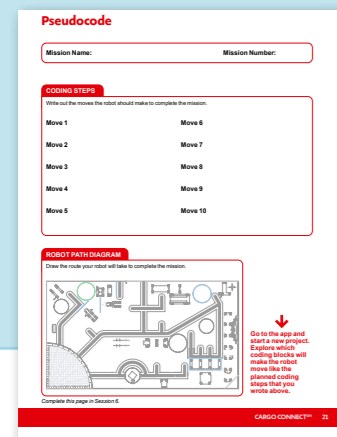 Pseudocode
Mission Name: Mission Number:
CODING STEPS
Write out the moves the robot should make to complete the mission.
Move 1 Move 6
Move 2 Move 7
Move 3 Move 8
Move 4 Move 9
Move 5 Move 10
ROBOT PATH DIAGRAM
Draw the route your robot will take to complete the mission.
Go to the app and
start a new project.
Explore which
coding blocks will
make the robot
move like the
planned coding
steps that you
wrote above.
Complete this page in Session 6.
CARGO CONNECT℠ 21